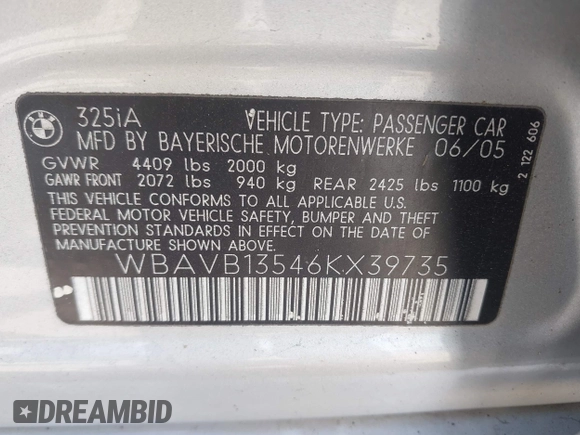 BMW
325iA VEHICLE TYPE: PASSENGER CAR
MFD BY BAYERISCHE MOTORENWERKE 06/05
GVWR 4409 lbs 2000 kg
GAWR FRONT 2072 lbs 940 kg REAR 2425 lbs 1100 kg
THIS VEHICLE CONFORMS TO ALL APPLICABLE U.S.
FEDERAL MOTOR VEHICLE SAFETY, BUMPER AND THEFT
PREVENTION STANDARDS IN EFFECT ON THE DATE OF
MANUFACTURE SHOWN ABOVE.
WBAVB13546KX39735
2 122 606
DREAMBID